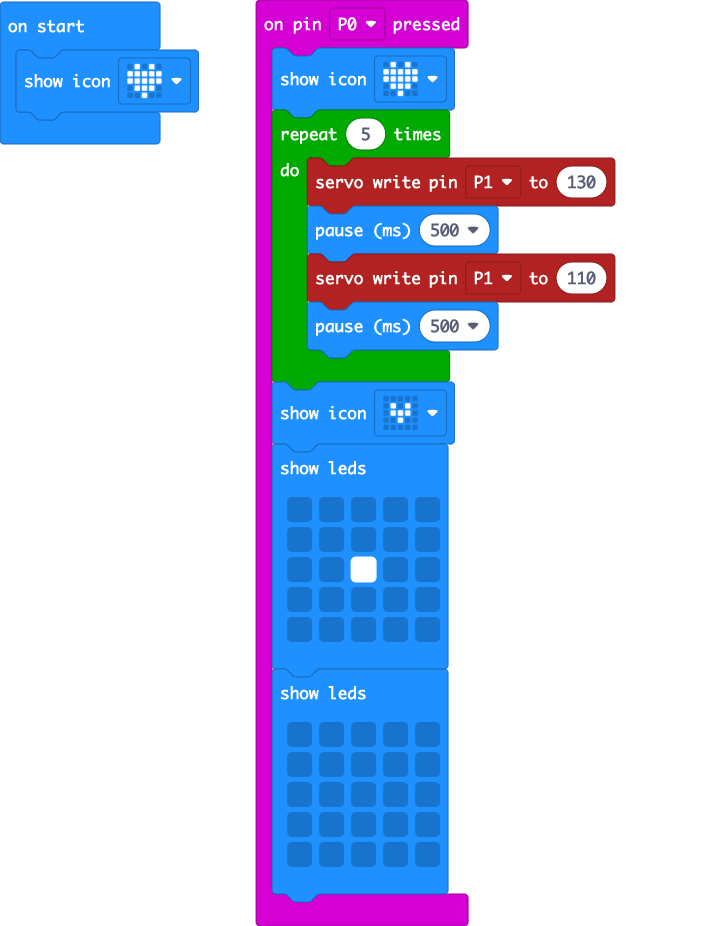 on start
show icon
on pin P0 pressed
show icon
repeat 5 times
do
servo write pin P1 to 130
pause (ms) 500
servo write pin P1 to 110
pause (ms) 500
show icon
show leds
show leds